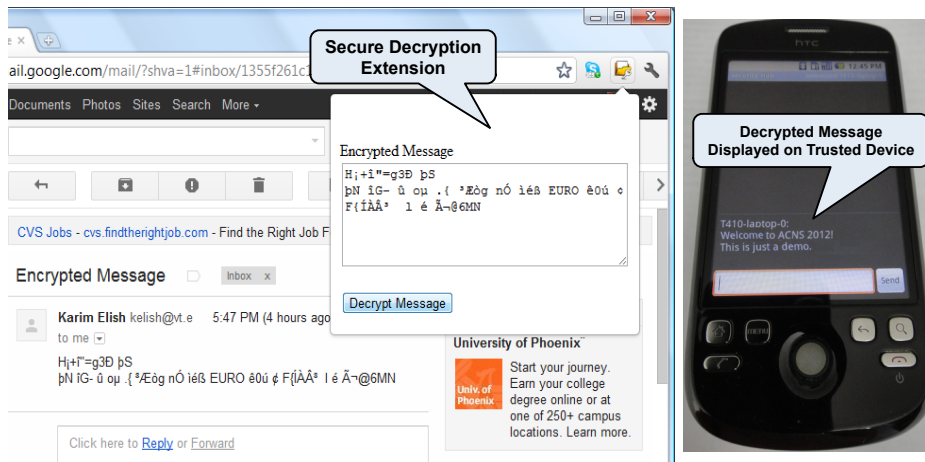 Secure Decryption
Extension
ail.google.com/mail/?shva=1#inbox/1355f261c1
Documents Photos Sites Search More
Encrypted Message
H¡+î"=g3Ð þS
þN îG- û oµ .{ ³Æòg nÓ ìéß EURO ê0ú ¢
F{ÍÀÂ³ l é Ã¬@6MN
Decrypt Message
CVS Jobs - cvs.findtherightjob.com - Find the Right Job F
Encrypted Message
Inbox x
Karim Elish kelish@vt.e 5:47 PM (4 hours ago
to me
H¡+î"=g3Ð þS
þN îG- û oµ .{ ³Æòg nÓ ìéß EURO ê0ú ¢ F{ÍÀÂ³ l é Ã¬@6MN
Click here to Reply or Forward
University of Phoenix
Univ. of
Phoenix
Start your journey.
Earn your college
degree online or at
one of 250+ campus
locations. Learn more.
hTC
12:45 PM
Decrypted Message
Displayed on Trusted Device
T410-laptop-0:
Welcome to ACNS 2012!
This is just a demo.
Send
MENU